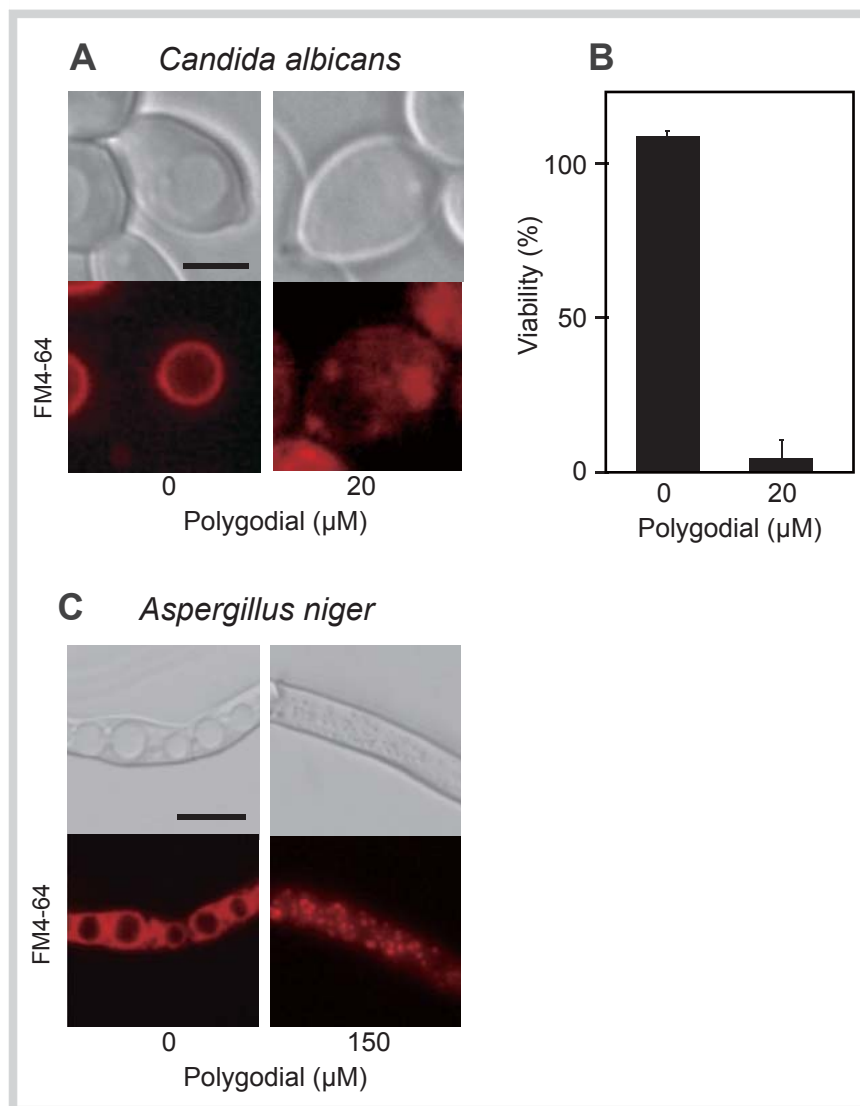 A Candida albicans
FM4-64
0 20
Polygodial (µM)
B
Viability (%)
100
50
0
0 20
Polygodial (µM)
C Aspergillus niger
FM4-64
0 150
Polygodial (µM)